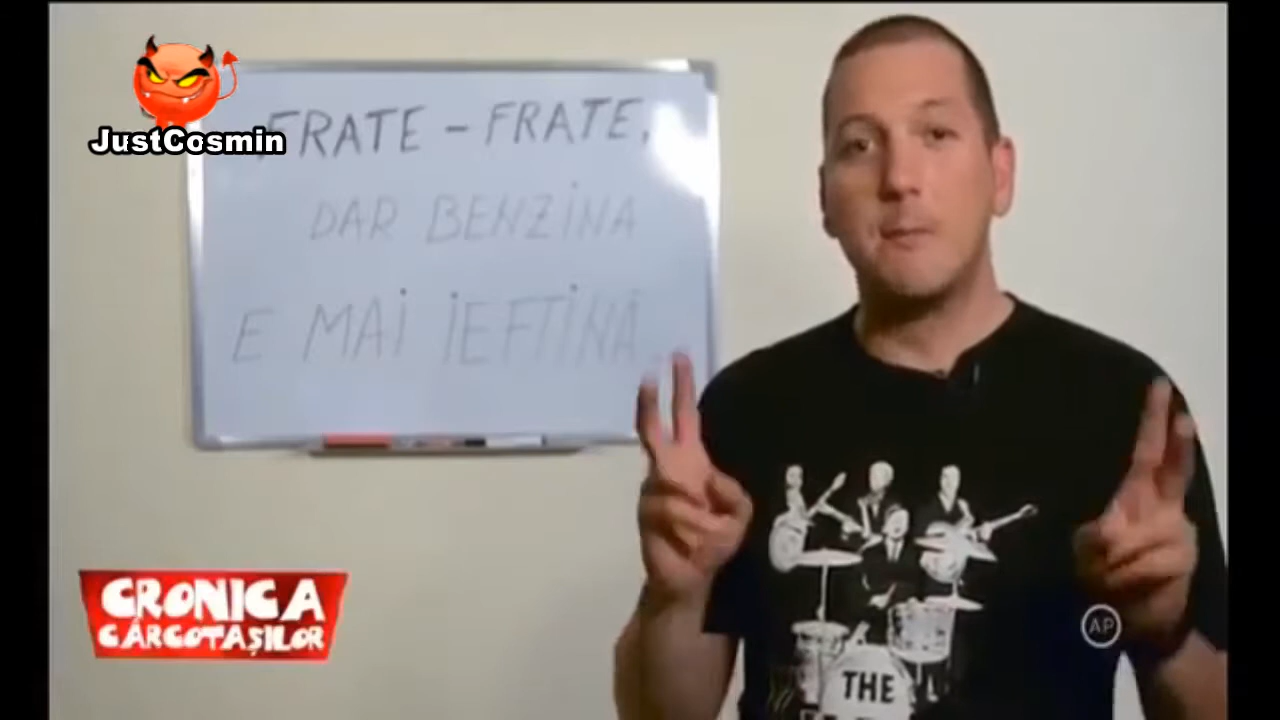 JustCosmin
FRATE - FRATE,
DAR BENZINA
E MAI IEFTINA
CRONICA
CÂRCOTAȘILOR
AP
THE